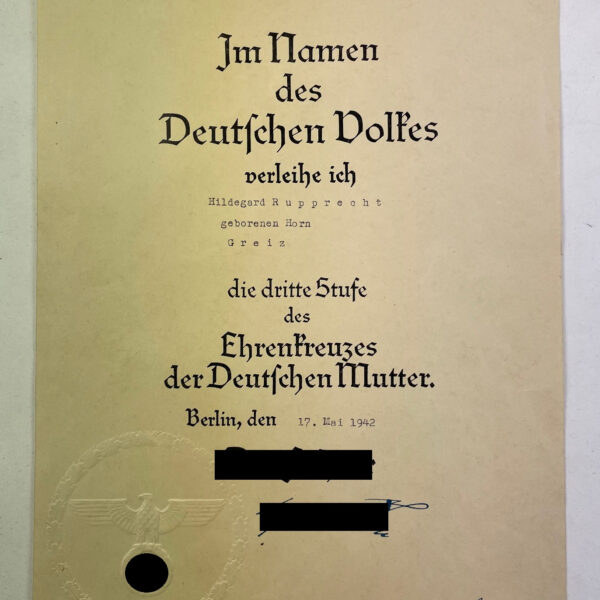 Im Namen
des
Deutschen Volkes
verleihe ich
Hildegard Rupprecht
geborenen Horn
Greiz
die dritte Stufe
des
Ehrenkreuzes
der Deutschen Mutter.
Berlin, den 17. Mai 1942